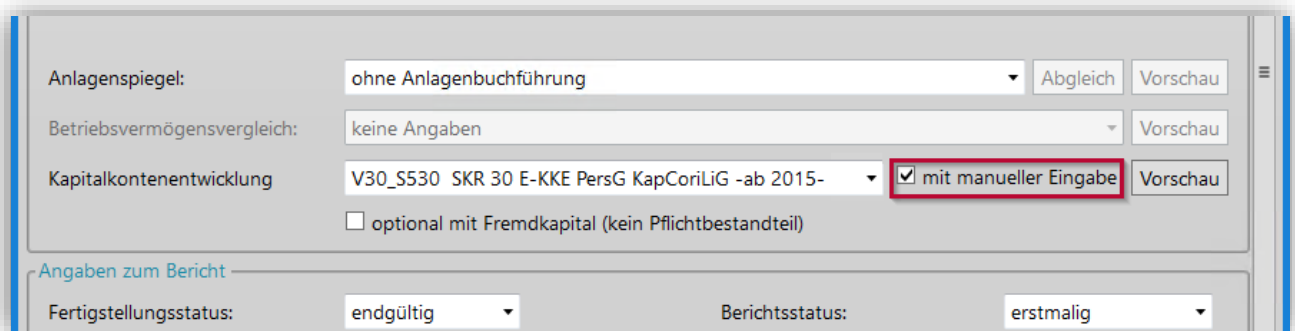 Anlagenspiegel: ohne Anlagenbuchführung Abgleich Vorschau
Betriebsvermögensvergleich: keine Angaben Vorschau
Kapitalkontenentwicklung V30_S530 SKR 30 E-KKE PersG KapCoriLiG -ab 2015- mit manueller Eingabe Vorschau
optional mit Fremdkapital (kein Pflichtbestandteil)
Angaben zum Bericht
Fertigstellungsstatus: endgültig Berichtsstatus: erstmalig